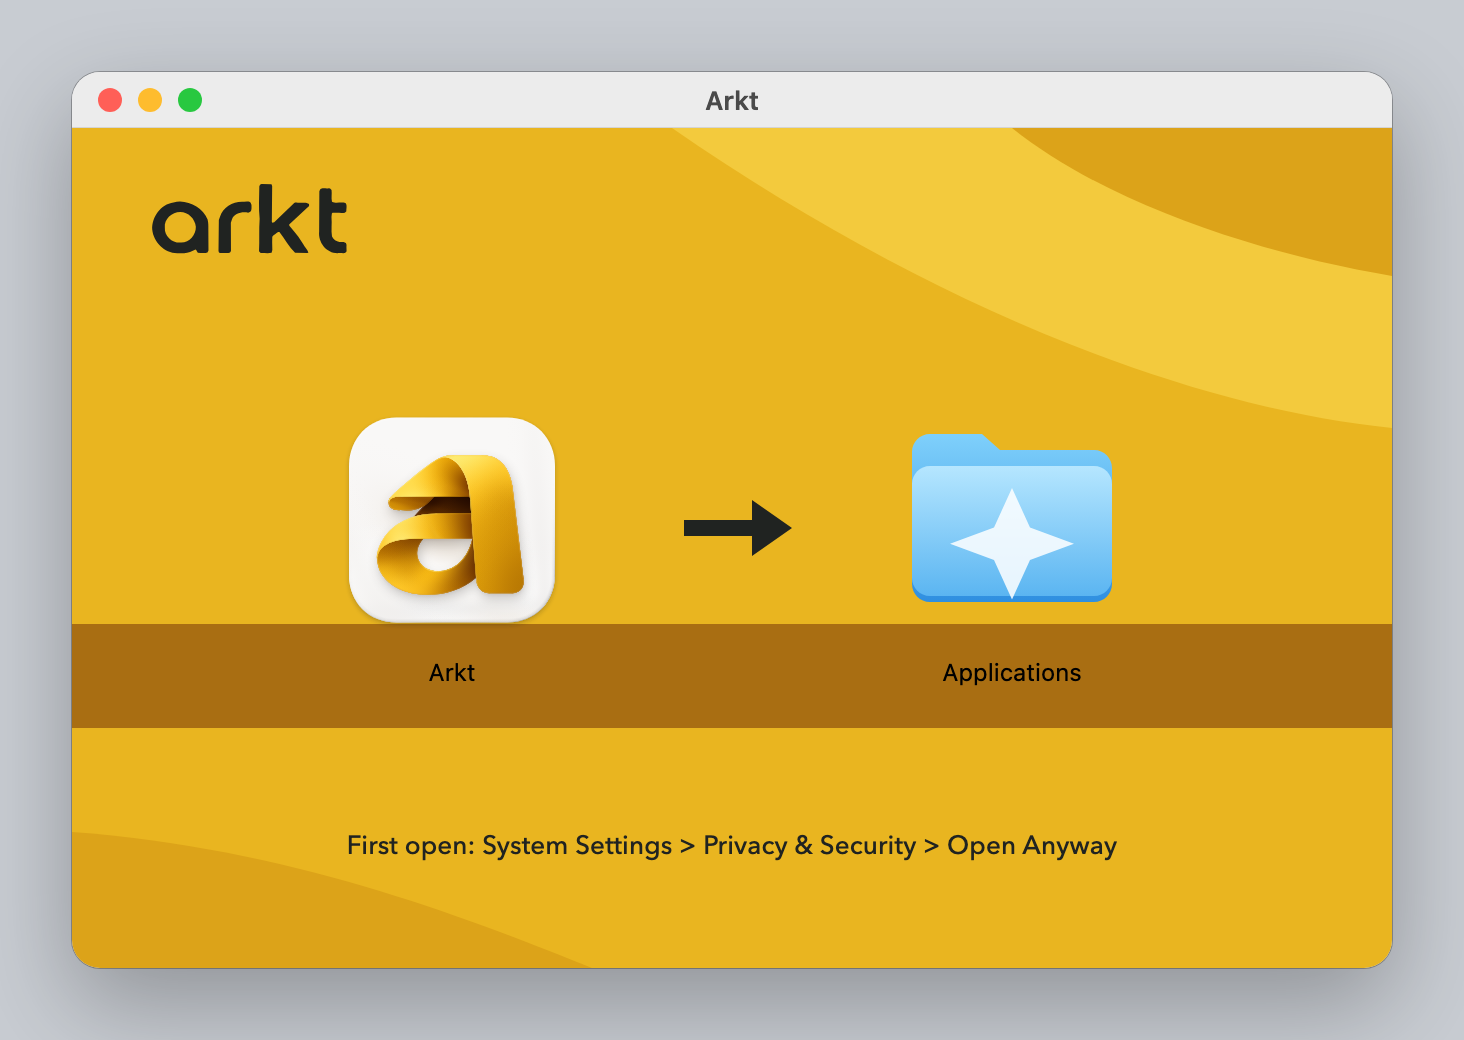 Arkt
arkt
Arkt
Applications
First open: System Settings > Privacy & Security > Open Anyway